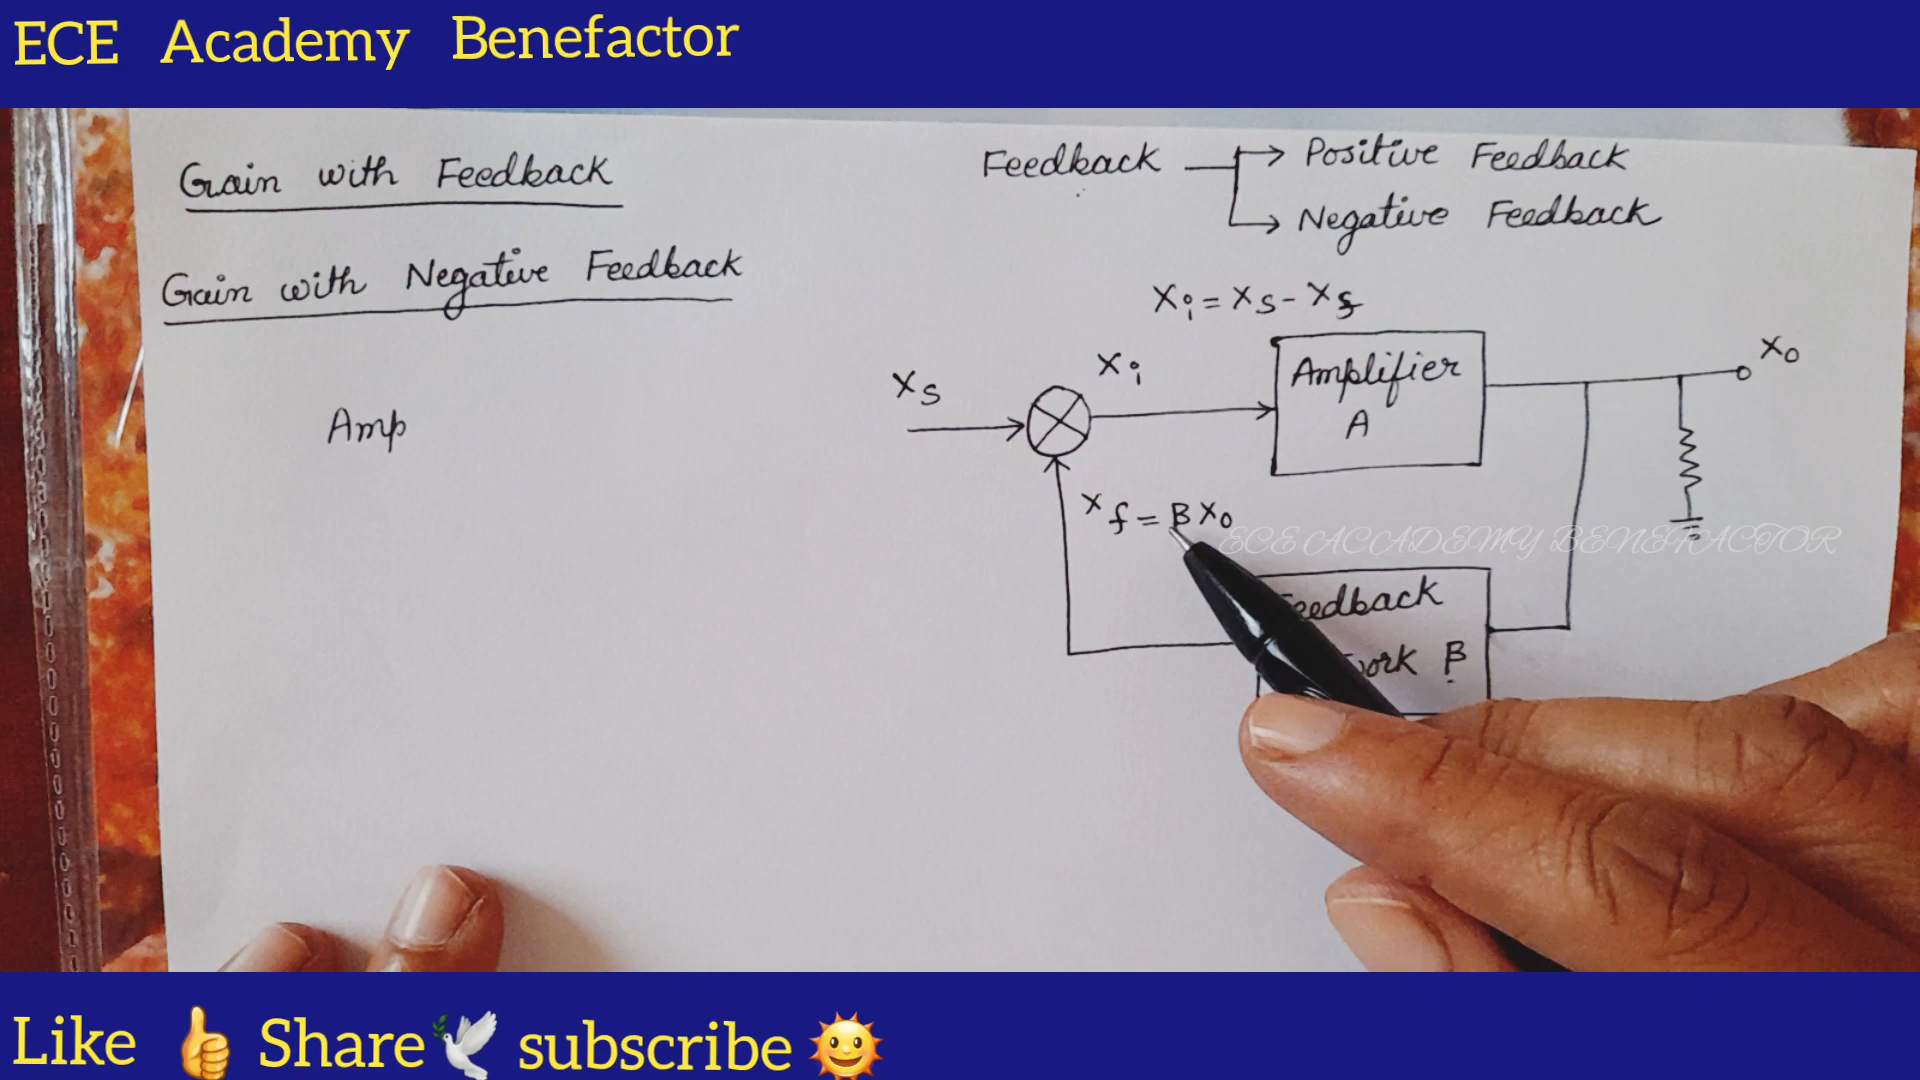 ECE Academy Benefactor
Gain with Feedback
Gain with Negative Feedback
Amp
Feedback → Positive Feedback
→ Negative Feedback
Xi = XS - Xf
XS
Xi
Amplifier
A
Xo
Xf = βXo
ECE ACCADEMY BENEFACTOR
β
Like 👍 Share 🕊 subscribe 🌞